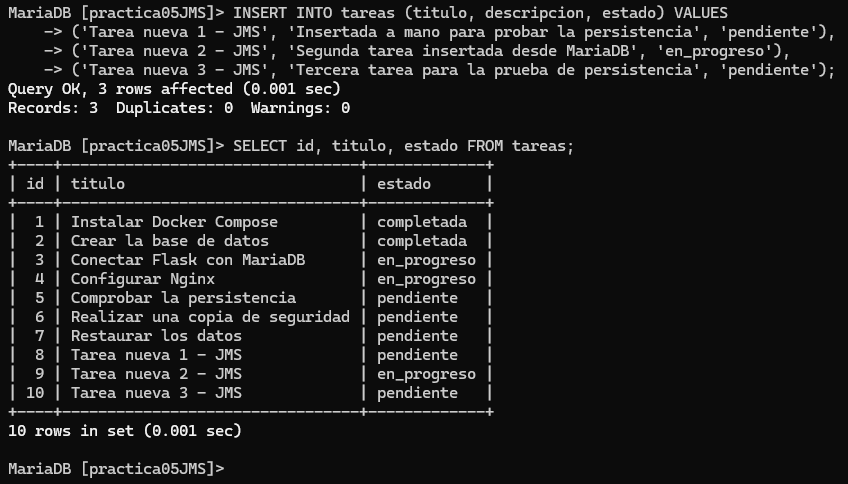 MariaDB [practica05JMS]> INSERT INTO tareas (titulo, descripcion, estado) VALUES
    -> ('Tarea nueva 1 - JMS', 'Insertada a mano para probar la persistencia', 'pendiente'),
    -> ('Tarea nueva 2 - JMS', 'Segunda tarea insertada desde MariaDB', 'en_progreso'),
    -> ('Tarea nueva 3 - JMS', 'Tercera tarea para la prueba de persistencia', 'pendiente');
Query OK, 3 rows affected (0.001 sec)
Records: 3  Duplicates: 0  Warnings: 0

MariaDB [practica05JMS]> SELECT id, titulo, estado FROM tareas;
+----+--------------------------------+-------------+
| id | titulo                         | estado      |
+----+--------------------------------+-------------+
|  1 | Instalar Docker Compose        | completada  |
|  2 | Crear la base de datos         | completada  |
|  3 | Conectar Flask con MariaDB     | en_progreso |
|  4 | Configurar Nginx               | en_progreso |
|  5 | Comprobar la persistencia      | pendiente   |
|  6 | Realizar una copia de seguridad | pendiente   |
|  7 | Restaurar los datos            | pendiente   |
|  8 | Tarea nueva 1 - JMS            | pendiente   |
|  9 | Tarea nueva 2 - JMS            | en_progreso |
| 10 | Tarea nueva 3 - JMS            | pendiente   |
+----+--------------------------------+-------------+
10 rows in set (0.001 sec)

MariaDB [practica05JMS]>